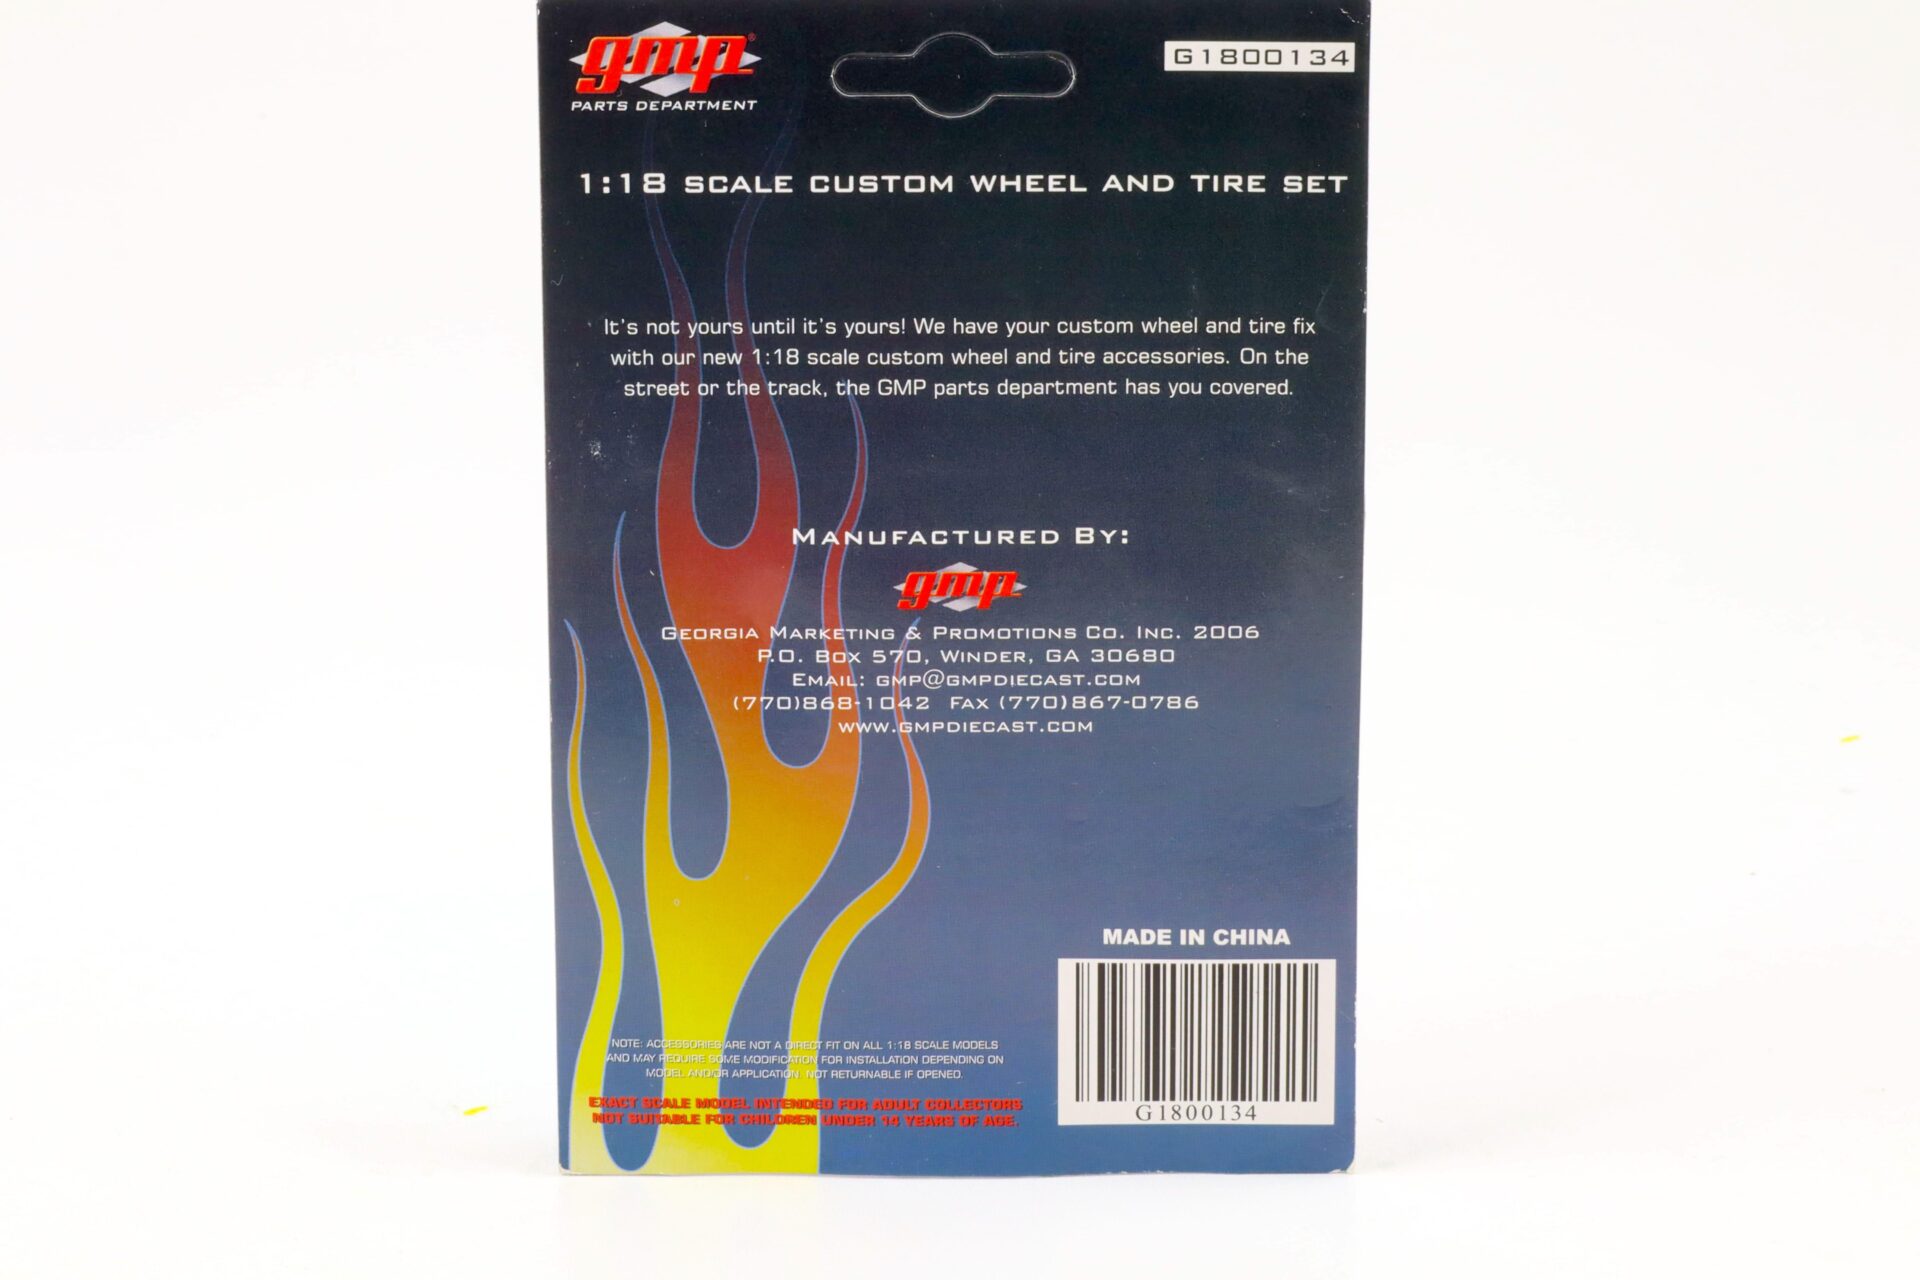 gmp®
PARTS DEPARTMENT
G1800134
1:18 SCALE CUSTOM WHEEL AND TIRE SET
It's not yours until it's yours! We have your custom wheel and tire fix
with our new 1:18 scale custom wheel and tire accessories. On the
street or the track, the GMP parts department has you covered.
MANUFACTURED BY:
gmp
GEORGIA MARKETING & PROMOTIONS CO. INC. 2006
P.O. BOX 570, WINDER, GA 30680
EMAIL: GMP@GMPDIECAST.COM
(770)868-1042 FAX (770)867-0786
WWW.GMPDIECAST.COM
MADE IN CHINA
G1800134
NOTE: ACCESSORIES ARE NOT A DIRECT FIT ON ALL 1:18 SCALE MODELS
AND MAY REQUIRE SOME MODIFICATION FOR INSTALLATION DEPENDING ON
MODEL AND/OR APPLICATION. NOT RETURNABLE IF OPENED.
EXACT SCALE MODEL INTENDED FOR ADULT COLLECTORS
NOT SUITABLE FOR CHILDREN UNDER 14 YEARS OF AGE.